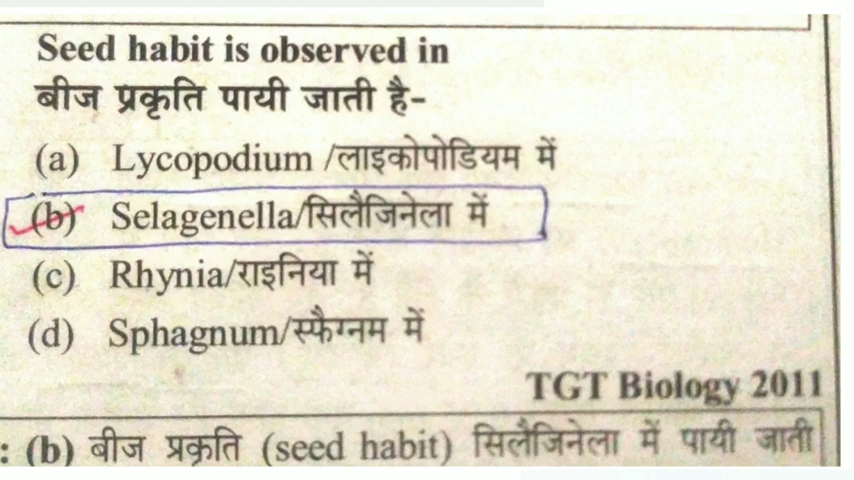 Seed habit is observed in
बीज प्रकृति पायी जाती है-
(a) Lycopodium /लाइकोपोडियम में
(b) Selagenella/सिलैजिनेला में
(c) Rhynia/राइनिया में
(d) Sphagnum/स्फैग्नम में
TGT Biology 2011
: (b) बीज प्रकृति (seed habit) सिलैजिनेला में पायी जाती